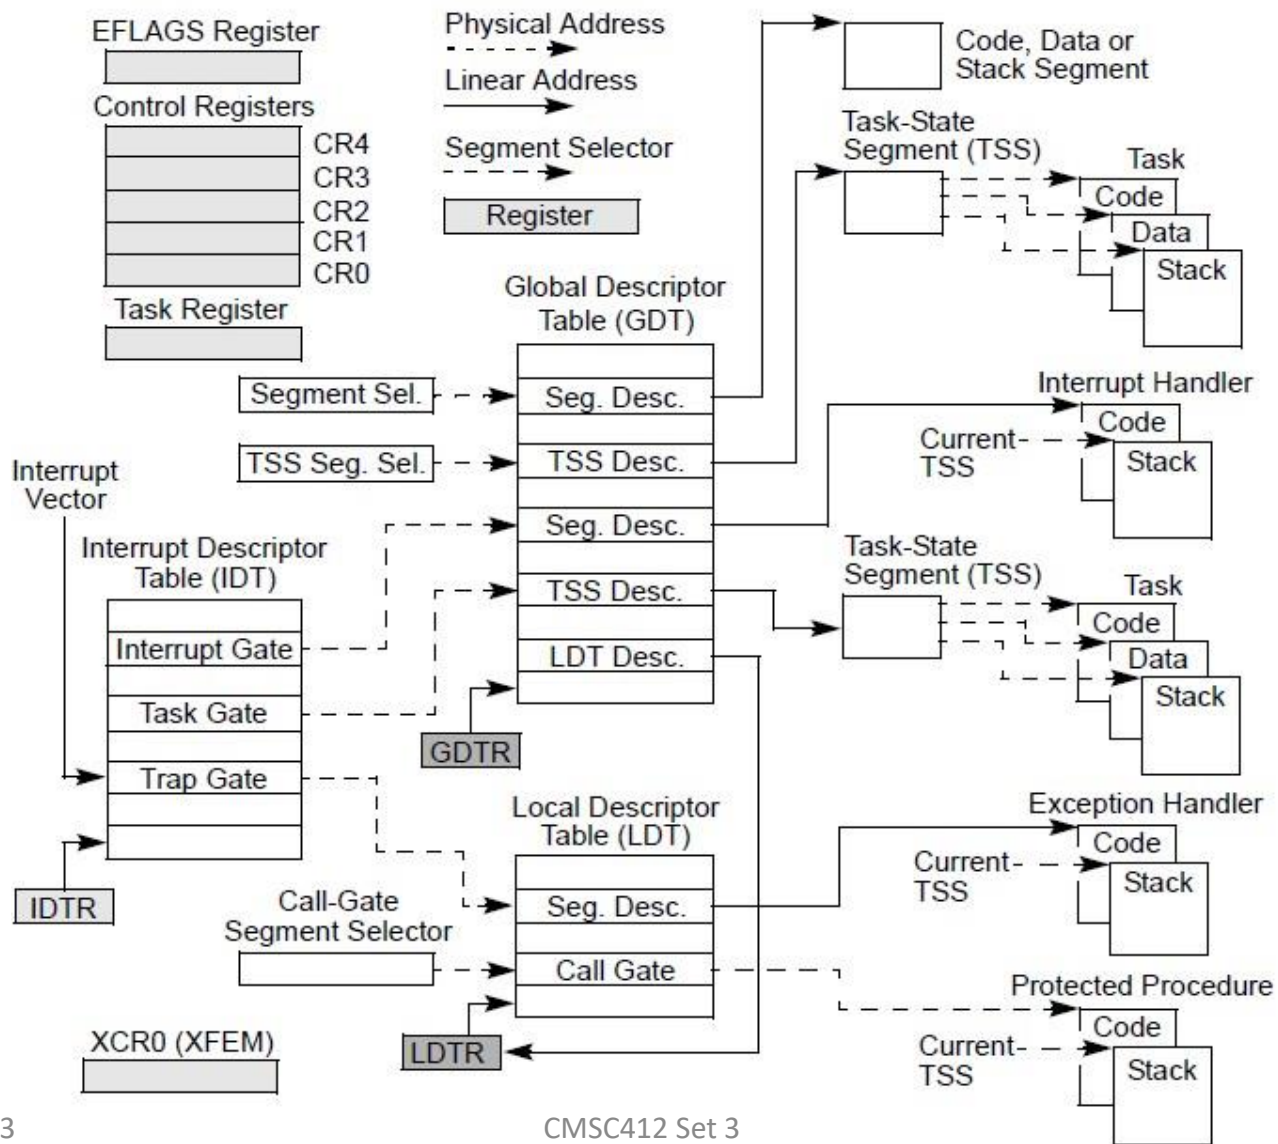 EFLAGS Register
Control Registers
CR4
CR3
CR2
CR1
CR0
Task Register
Physical Address
Linear Address
Segment Selector
Register
Code, Data or
Stack Segment
Task-State
Segment (TSS)
Task
Code
Data
Stack
Global Descriptor
Table (GDT)
Segment Sel.
Seg. Desc.
TSS Seg. Sel.
TSS Desc.
Seg. Desc.
TSS Desc.
LDT Desc.
GDTR
Interrupt Handler
Code
Current
TSS
Stack
Interrupt
Vector
Interrupt Descriptor
Table (IDT)
Interrupt Gate
Task Gate
Trap Gate
IDTR
Task-State
Segment (TSS)
Task
Code
Data
Stack
Local Descriptor
Table (LDT)
Call-Gate
Segment Selector
Seg. Desc.
Call Gate
LDTR
Exception Handler
Code
Current
TSS
Stack
Protected Procedure
Code
Current
TSS
Stack
XCR0 (XFEM)
3
CMSC412 Set 3